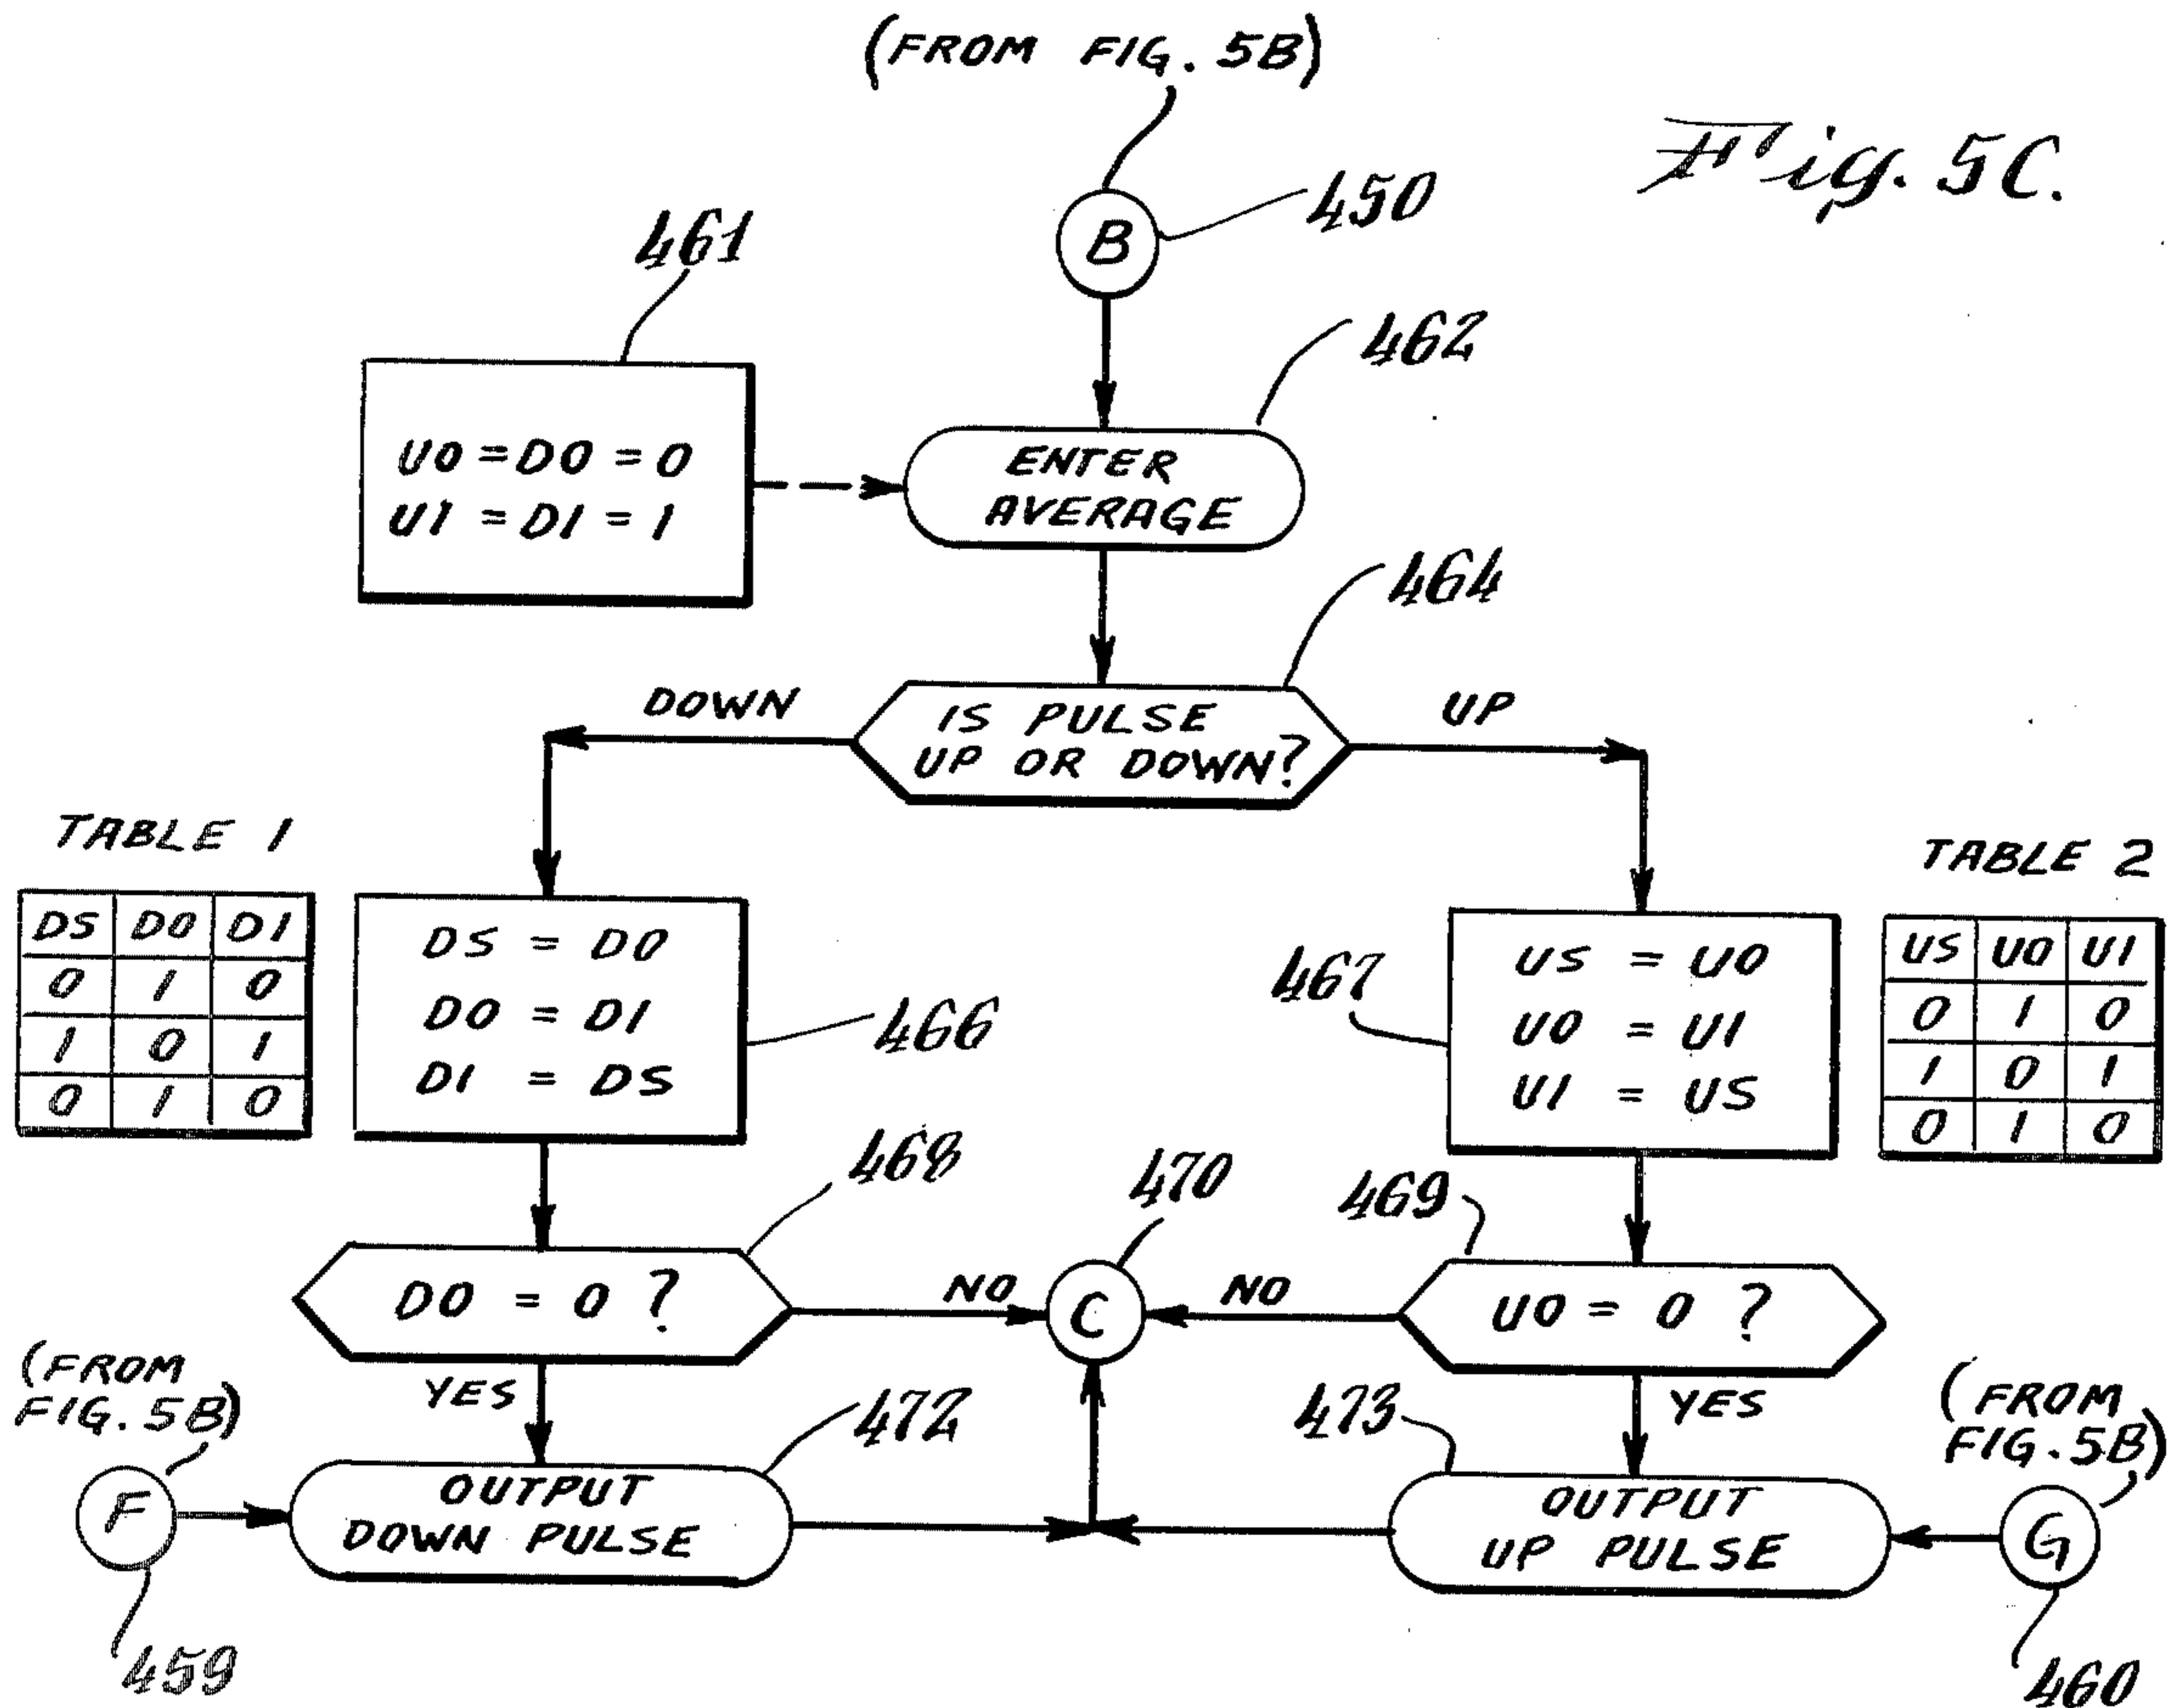 (FROM FIG. 5B)
Fig. 5C.
B
450
461
462
U0 = D0 = 0
U1 = D1 = 1
ENTER
AVERAGE
464
DOWN
IS PULSE
UP OR DOWN?
UP
TABLE 1
DS D0 D1
0 1 0
1 0 1
0 1 0
DS = D0
D0 = D1
D1 = DS
466
467
US = U0
U0 = U1
U1 = US
TABLE 2
US U0 U1
0 1 0
1 0 1
0 1 0
468
470
469
D0 = 0 ?
NO
C
NO
U0 = 0 ?
(FROM
FIG. 5B)
YES
472
473
YES
(FROM
FIG. 5B)
F
OUTPUT
DOWN PULSE
OUTPUT
UP PULSE
G
459
460